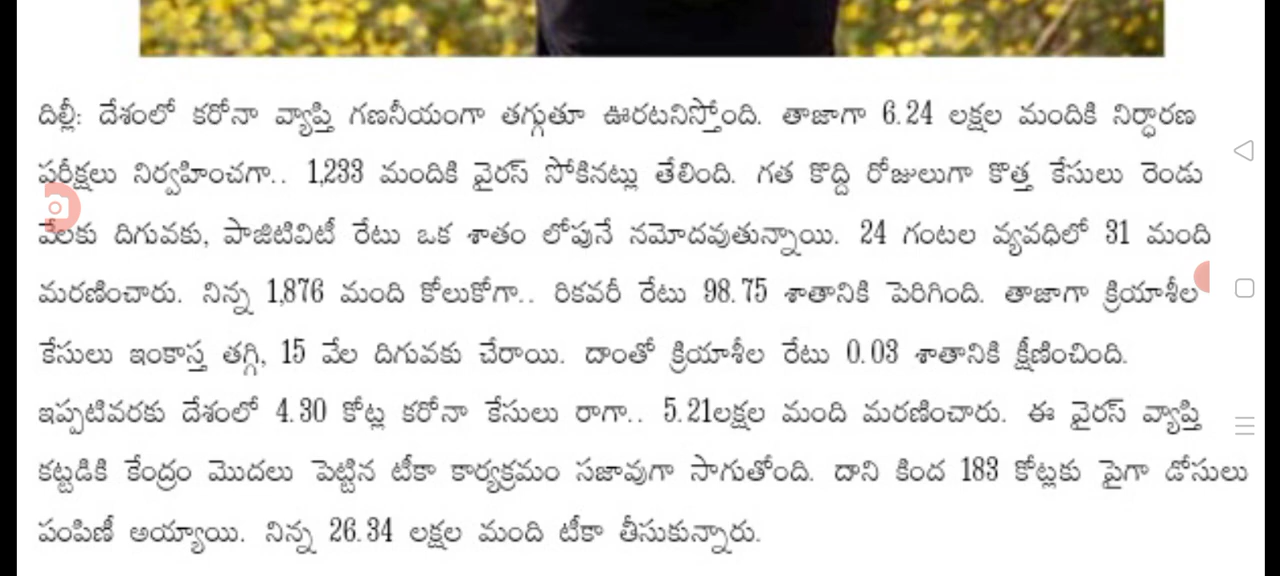 దిల్లీ: దేశంలో కరోనా వ్యాప్తి గణనీయంగా తగ్గుతూ ఊరటనిస్తోంది. తాజాగా 6.24 లక్షల మందికి నిర్ధారణ
పరీక్షలు నిర్వహించగా.. 1,233 మందికి వైరస్ సోకినట్లు తేలింది. గత కొద్ది రోజులుగా కొత్త కేసులు రెండు
వేలకు దిగువకు, పాజిటివిటీ రేటు ఒక శాతం లోపునే నమోదవుతున్నాయి. 24 గంటల వ్యవధిలో 31 మంది
మరణించారు. నిన్న 1,876 మంది కోలుకోగా.. రికవరీ రేటు 98.75 శాతానికి పెరిగింది. తాజాగా క్రియాశీల
కేసులు ఇంకాస్త తగ్గి, 15 వేల దిగువకు చేరాయి. దాంతో క్రియాశీల రేటు 0.03 శాతానికి క్షీణించింది.
ఇప్పటివరకు దేశంలో 4.30 కోట్ల కరోనా కేసులు రాగా.. 5.21లక్షల మంది మరణించారు. ఈ వైరస్ వ్యాప్తి
కట్టడికి కేంద్రం మొదలు పెట్టిన టీకా కార్యక్రమం సజావుగా సాగుతోంది. దాని కింద 183 కోట్లకు పైగా డోసులు
పంపిణీ అయ్యాయి. నిన్న 26.34 లక్షల మంది టీకా తీసుకున్నారు.